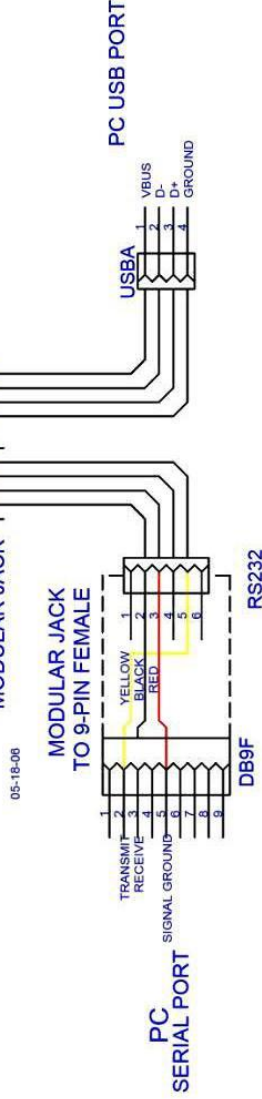 PC USB PORT
USBA
1 VBUS
2 D-
3 D+
4 GROUND
05-18-06
MODULAR JACK
TO 9-PIN FEMALE
RS232
1
2
3
4
5
6
YELLOW
BLACK
RED
DB9F
1
2
3
4
5
6
7
8
9
TRANSMIT
RECEIVE
SIGNAL GROUND
PC
SERIAL PORT